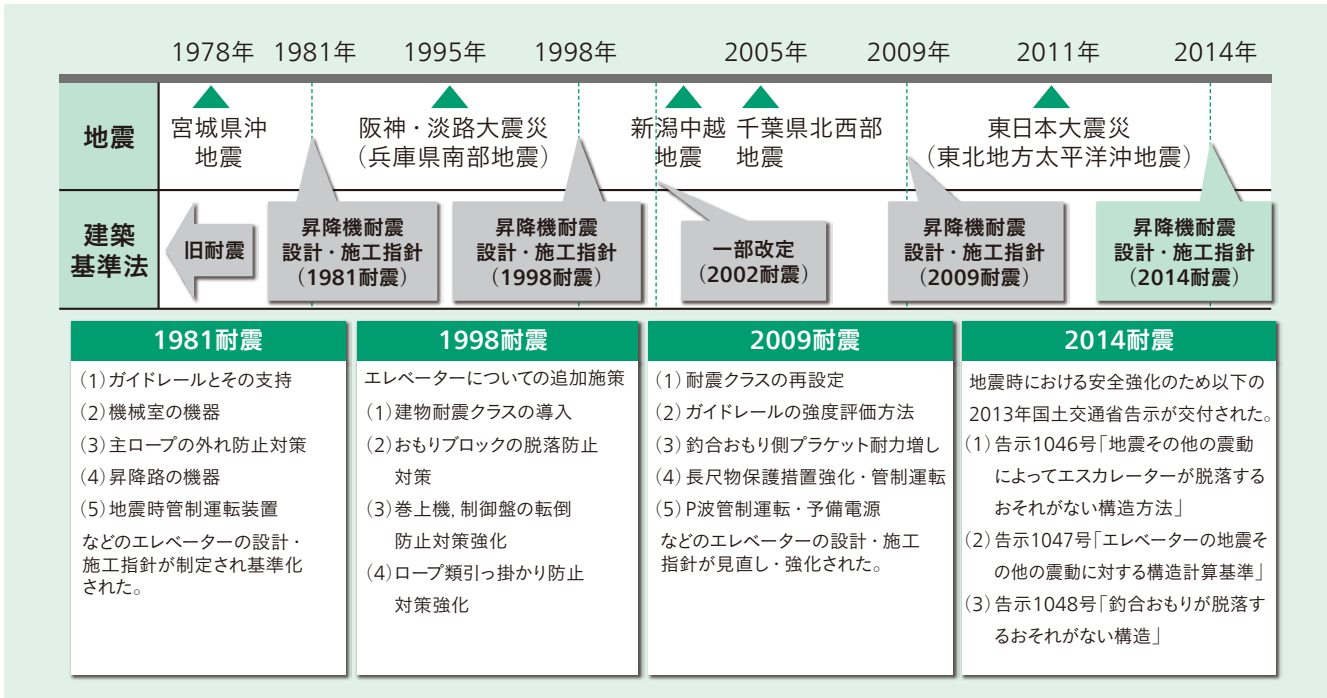 1978年 1981年 1995年 1998年 2005年 2009年 2011年 2014年
地震
宮城県沖
地震
阪神・淡路大震災
（兵庫県南部地震）
新潟中越
地震
千葉県北西部
地震
東日本大震災
（東北地方太平洋沖地震）
建築
基準法
旧耐震
昇降機耐震
設計・施工指針
（1981耐震）
昇降機耐震
設計・施工指針
（1998耐震）
一部改定
（2002耐震）
昇降機耐震
設計・施工指針
（2009耐震）
昇降機耐震
設計・施工指針
（2014耐震）
1981耐震
（1）ガイドレールとその支持
（2）機械室の機器
（3）主ロープの外れ防止対策
（4）昇降路の機器
（5）地震時管制運転装置
などのエレベーターの設計・
施工指針が制定され基準化
された。
1998耐震
エレベーターについての追加施策
（1）建物耐震クラスの導入
（2）おもりブロックの脱落防止
対策
（3）巻上機，制御盤の転倒
防止対策強化
（4）ロープ類引っ掛かり防止
対策強化
2009耐震
（1）耐震クラスの再設定
（2）ガイドレールの強度評価方法
（3）釣合おもり側プラケット耐力増し
（4）長尺物保護措置強化・管制運転
（5）P波管制運転・予備電源
などのエレベーターの設計・施工
指針が見直し・強化された。
2014耐震
地震時における安全強化のため以下の
2013年国土交通省告示が交付された。
（1）告示1046号「地震その他の震動
によってエスカレーターが脱落する
おそれがない構造方法」
（2）告示1047号「エレベーターの地震そ
の他の震動に対する構造計算基準」
（3）告示1048号「釣合おもりが脱落す
るおそれがない構造」